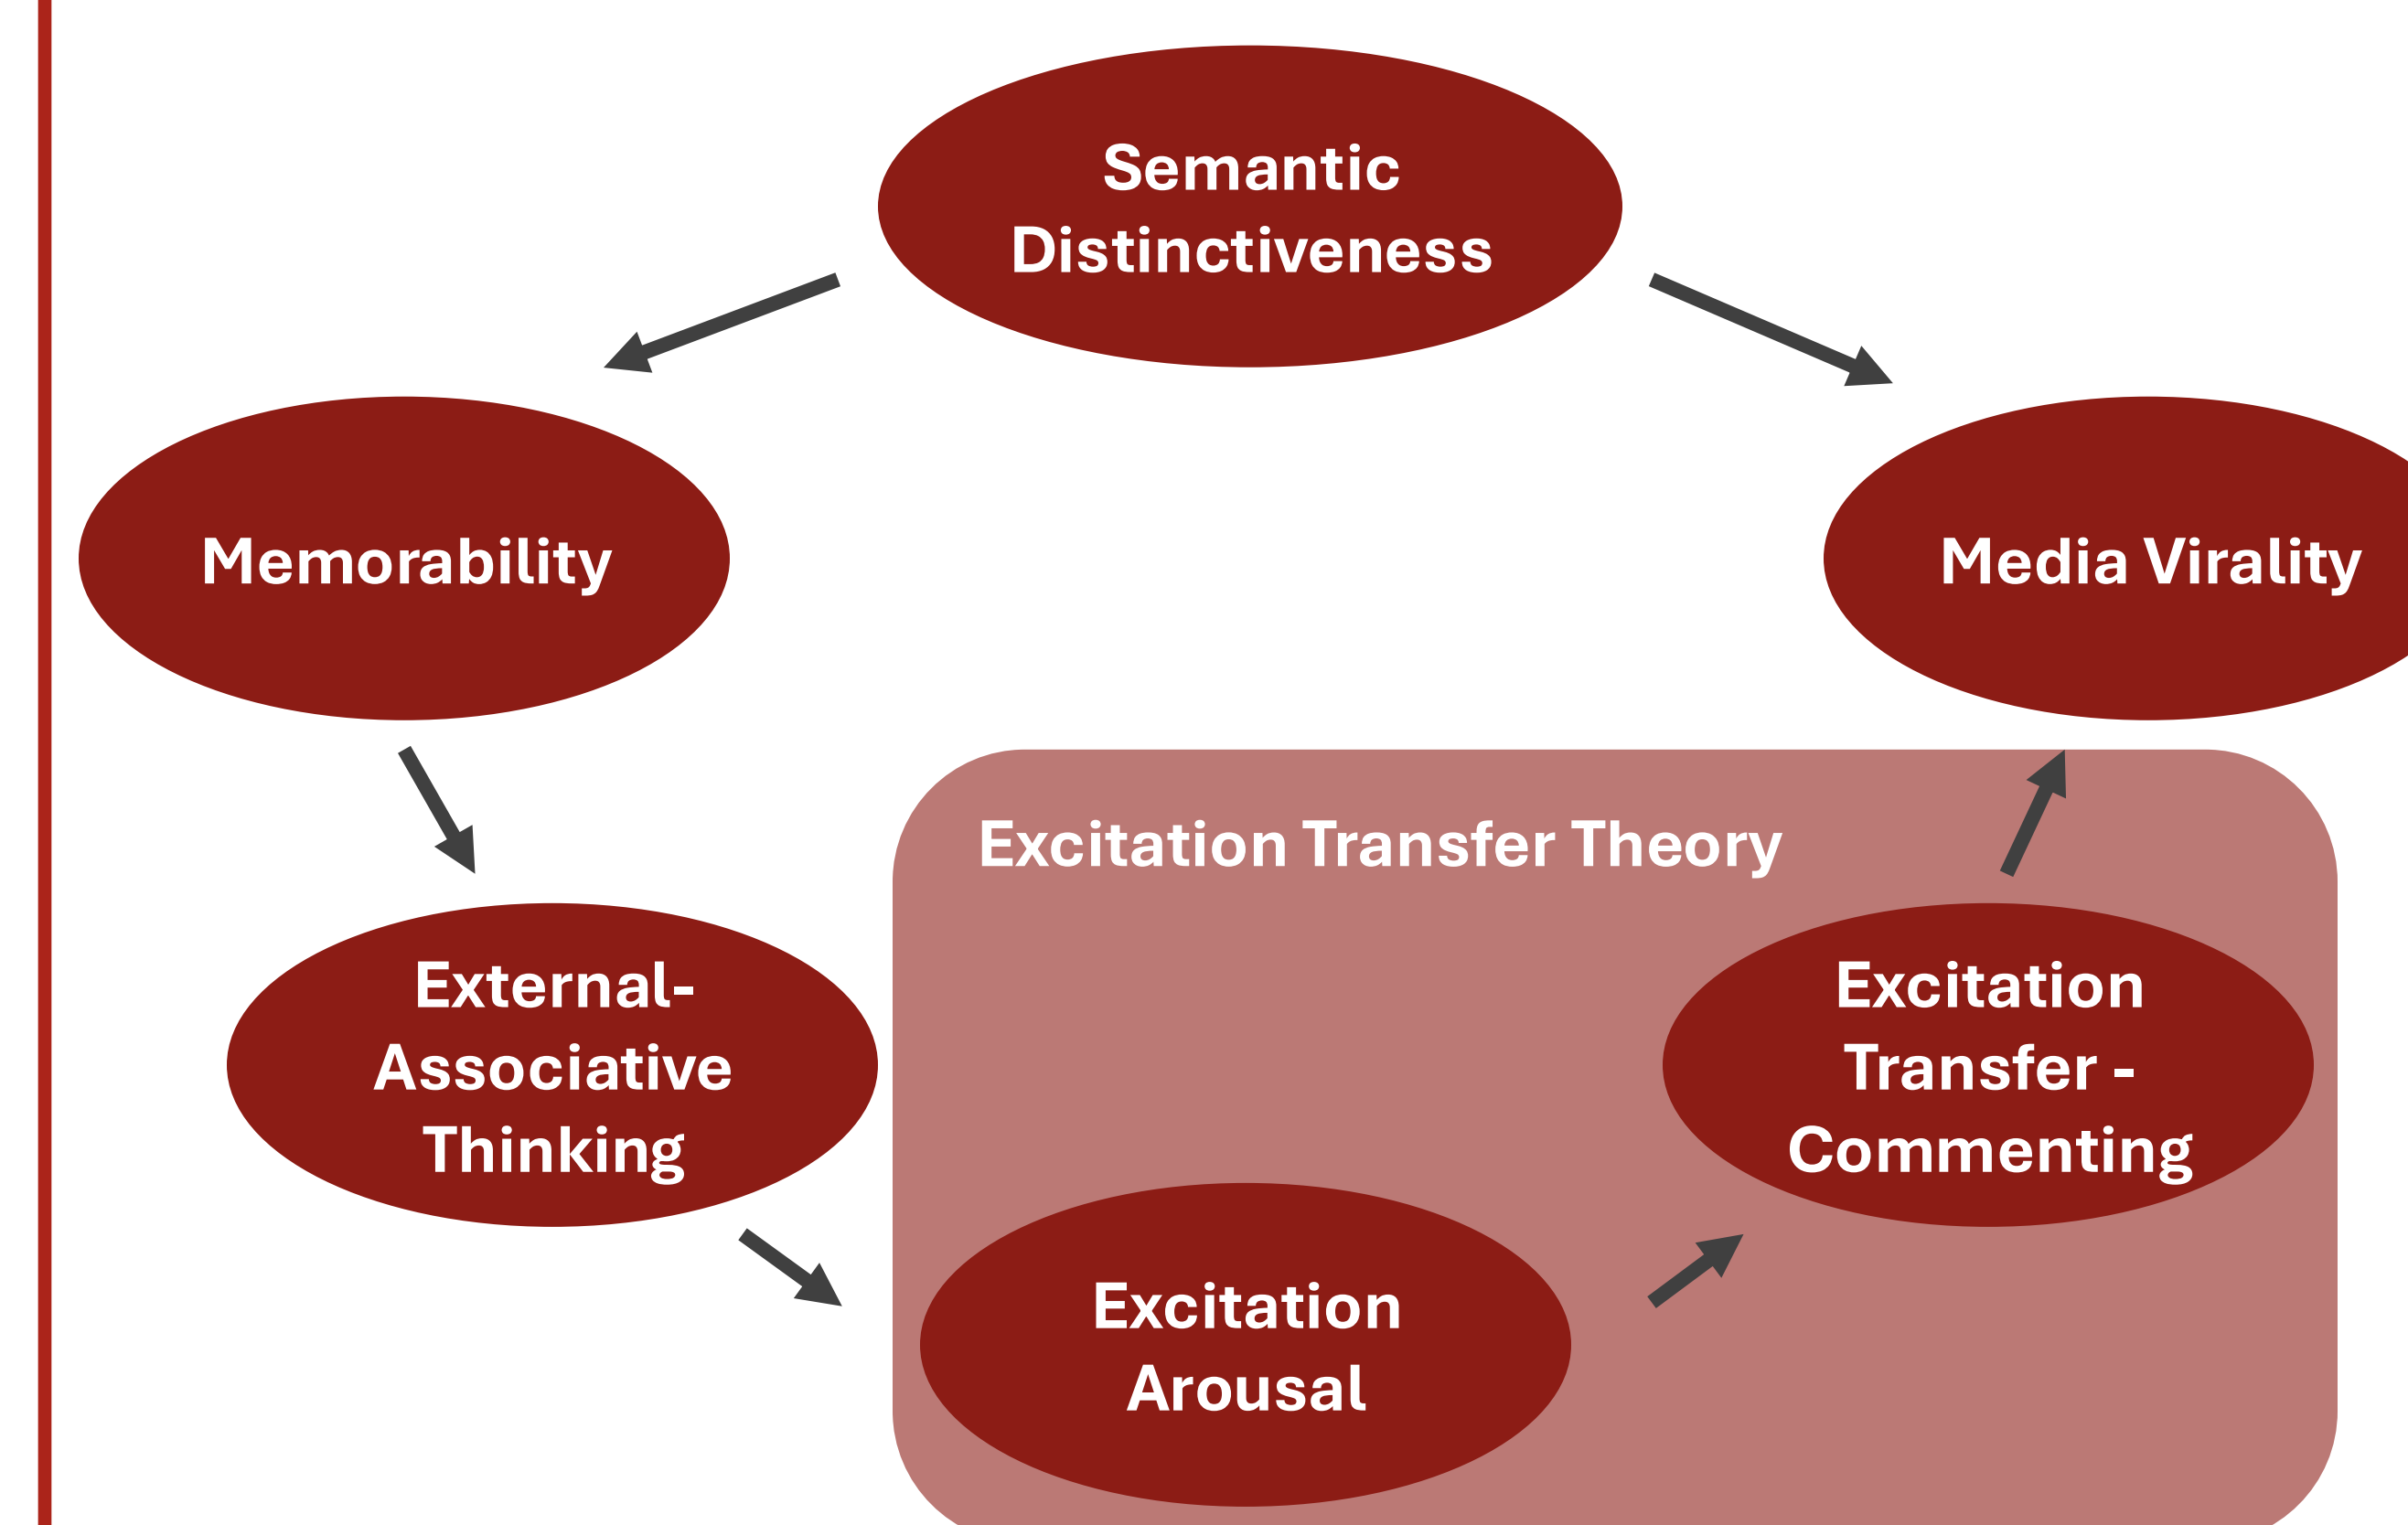 Semantic
Distinctiveness
Memorability
Media Virality
Excitation Transfer Theory
External-
Associative
Thinking
Excitation
Transfer -
Commenting
Excitation
Arousal